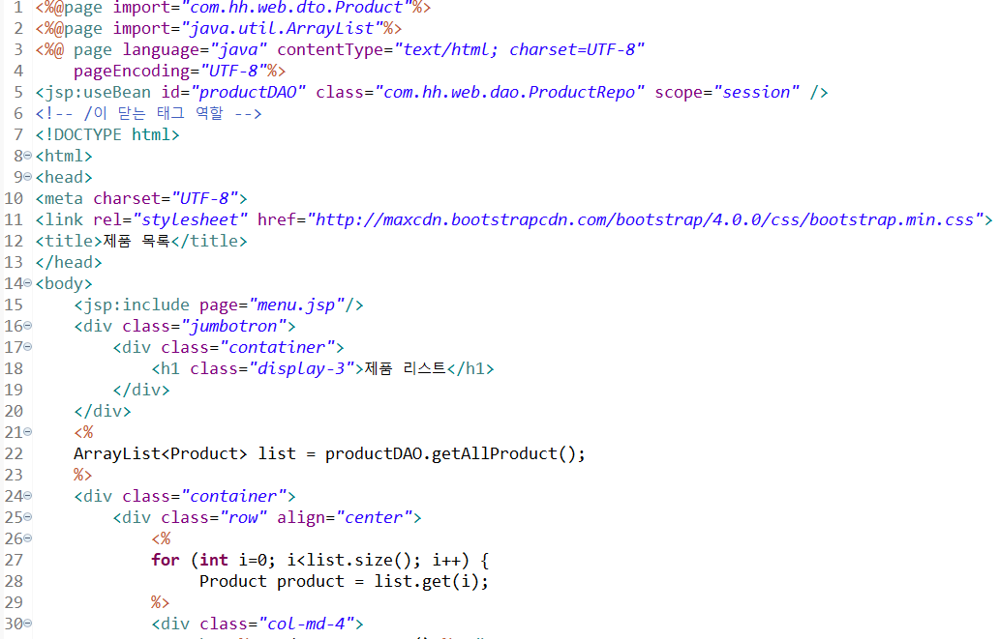 1 <%@page import="com.hh.web.dto.Product"%>
2 <%@page import="java.util.ArrayList"%>
3 <%@ page language="java" contentType="text/html; charset=UTF-8"
4     pageEncoding="UTF-8"%>
5 <jsp:useBean id="productDAO" class="com.hh.web.dao.ProductRepo" scope="session" />
6 <!-- /이 닫는 태그 역할 -->
7 <!DOCTYPE html>
8 <html>
9 <head>
10 <meta charset="UTF-8">
11 <link rel="stylesheet" href="http://maxcdn.bootstrapcdn.com/bootstrap/4.0.0/css/bootstrap.min.css">
12 <title>제품 목록</title>
13 </head>
14 <body>
15     <jsp:include page="menu.jsp"/>
16     <div class="jumbotron">
17         <div class="contatiner">
18             <h1 class="display-3">제품 리스트</h1>
19         </div>
20     </div>
21     <%
22     ArrayList<Product> list = productDAO.getAllProduct();
23     %>
24     <div class="container">
25         <div class="row" align="center">
26             <%
27             for (int i=0; i<list.size(); i++) {
28                  Product product = list.get(i);
29             %>
30             <div class="col-md-4">